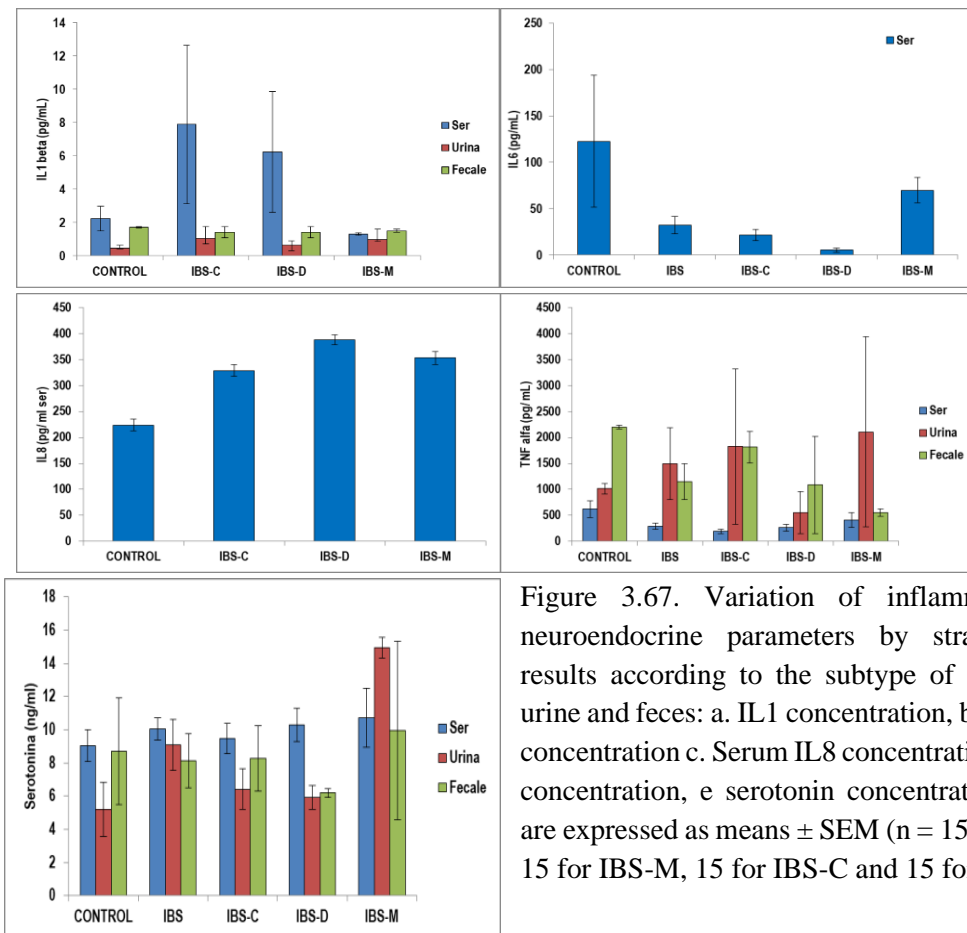 14
12
10
8
6
4
2
0
IL1 beta (pg/mL)
CONTROL IBS-C IBS-D IBS-M
Ser
Urina
Fecale
250
200
150
100
50
0
IL6 (pg/mL)
CONTROL IBS IBS-C IBS-D IBS-M
Ser
450
400
350
300
250
200
150
100
50
0
IL8 (pg/ ml ser)
CONTROL IBS-C IBS-D IBS-M
4500
4000
3500
3000
2500
2000
1500
1000
500
0
TNF alfa (pg/mL)
CONTROL IBS IBS-C IBS-D IBS-M
Ser
Urina
Fecale
18
16
14
12
10
8
6
4
2
0
Serotonina (ng/ml)
CONTROL IBS IBS-C IBS-D IBS-M
Ser
Urina
Fecale
Figure 3.67. Variation of inflamm
neuroendocrine parameters by stra
results according to the subtype of
urine and feces: a. IL1 concentration, b
concentration c. Serum IL8 concentrati
concentration, e serotonin concentrat
are expressed as means ± SEM (n = 15
15 for IBS-M, 15 for IBS-C and 15 fo